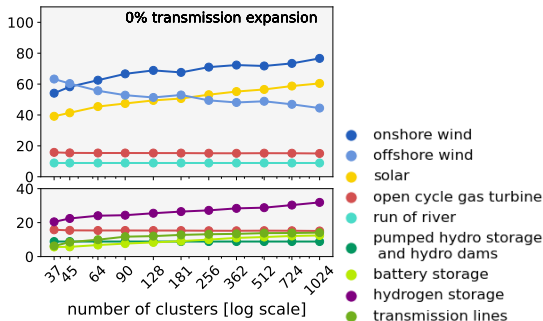 0% transmission expansion
100
80
60
40
20
0
40
20
0
37
45
64
90
128
181
256
362
512
724
1024
number of clusters [log scale]
onshore wind
offshore wind
solar
open cycle gas turbine
run of river
pumped hydro storage
and hydro dams
battery storage
hydrogen storage
transmission lines